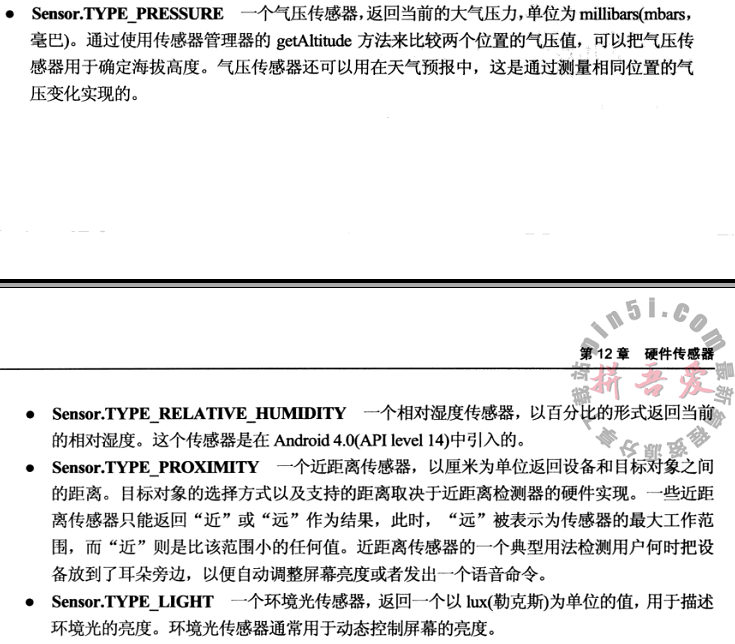 ● Sensor.TYPE_PRESSURE 一个气压传感器,返回当前的大气压力,单位为 millibars(mbars,
毫巴)。通过使用传感器管理器的 getAltitude 方法来比较两个位置的气压值，可以把气压传
感器用于确定海拔高度。气压传感器还可以用在天气预报中，这是通过测量相同位置的气
压变化实现的。
pin5i.com
第 12 章 硬件传感器
拼吾爱
最新编程资源分享下载站
● Sensor.TYPE_RELATIVE_HUMIDITY 一个相对湿度传感器，以百分比的形式返回当前
的相对湿度。这个传感器是在 Android 4.0(API level 14)中引入的。
● Sensor.TYPE_PROXIMITY 一个近距离传感器，以厘米为单位返回设备和目标对象之间
的距离。目标对象的选择方式以及支持的距离取决于近距离检测器的硬件实现。一些近距
离传感器只能返回“近”或“远”作为结果，此时，“远”被表示为传感器的最大工作范
围，而“近”则是比该范围小的任何值。近距离传感器的一个典型用法检测用户何时把设
备放到了耳朵旁边，以便自动调整屏幕亮度或者发出一个语音命令。
● Sensor.TYPE_LIGHT 一个环境光传感器,返回一个以 lux(勒克斯)为单位的值,用于描述
环境光的亮度。环境光传感器通常用于动态控制屏幕的亮度。